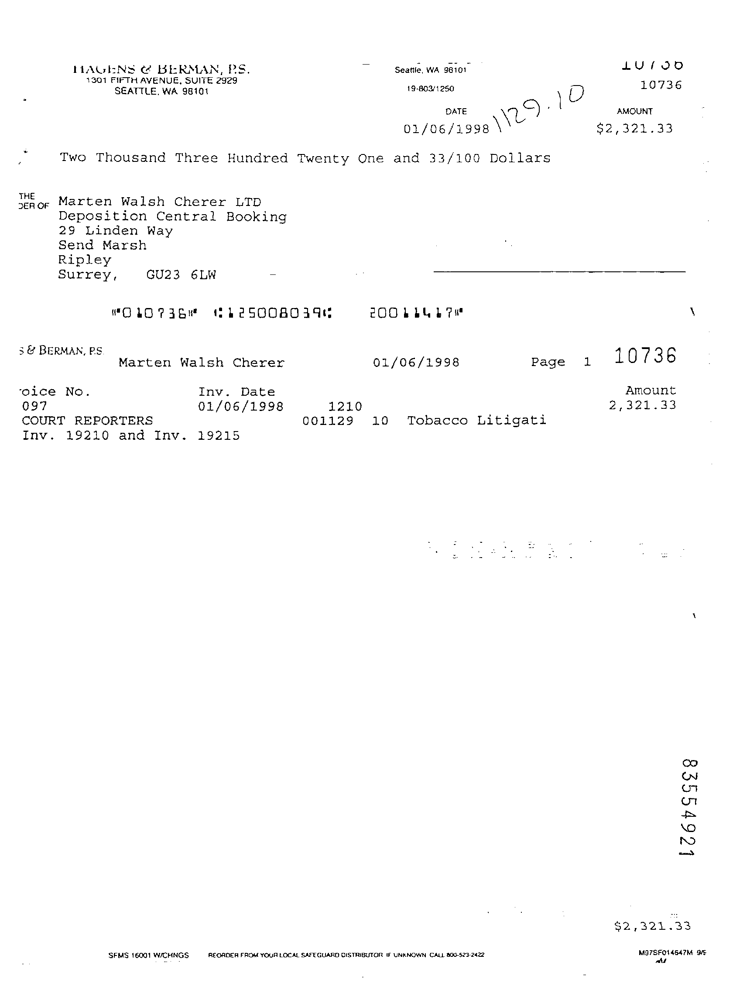 HAGENS & BERMAN, P.S.
1301 FIFTH AVENUE, SUITE 2929
SEATTLE, WA 98101
Seattle, WA 98101
19-803/1250
10736
10736
DATE
01/06/1998
1129.10
AMOUNT
$2,321.33
Two Thousand Three Hundred Twenty One and 33/100 Dollars
THE
DER OF
Marten Walsh Cherer LTD
Deposition Central Booking
29 Linden Way
Send Marsh
Ripley
Surrey, GU23 6LW
⑈010736⑈ ⑆125008039⑆ 20011417⑈
S & BERMAN, P.S.
Marten Walsh Cherer 01/06/1998 Page 1 10736
oice No. Inv. Date Amount
097 01/06/1998 1210 2,321.33
COURT REPORTERS 001129 10 Tobacco Litigati
Inv. 19210 and Inv. 19215
83554921
$2,321.33
SFMS 16001 W/CHNGS REORDER FROM YOUR LOCAL SAFEGUARD DISTRIBUTOR IF UNKNOWN CALL 800-523-2422 M97SF014647M